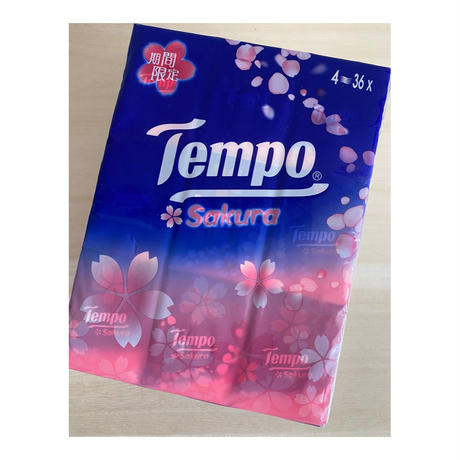 期間
限定
4 36 x
Tempo®
Sakura
Tempo
Tempo
Sakura
Tempo
Sakura
Tempo
Sakura